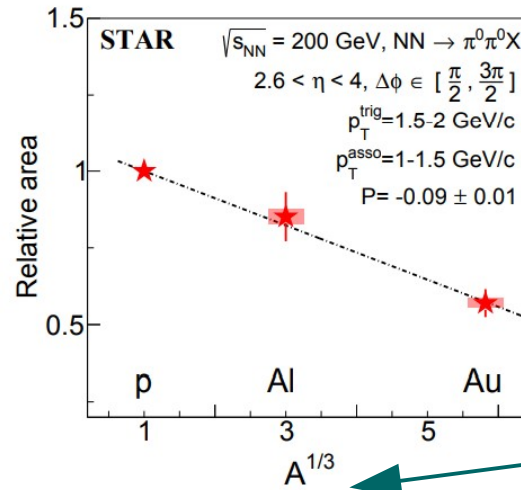 1.5
STAR
√sNN = 200 GeV, NN → π⁰π⁰X
2.6 < η < 4, Δϕ ∈ [π/2, 3π/2]
pTtrig=1.5-2 GeV/c
pTasso=1-1.5 GeV/c
P= -0.09 ± 0.01
Relative area
1
0.5
p Al Au
1 3 5
A1/3